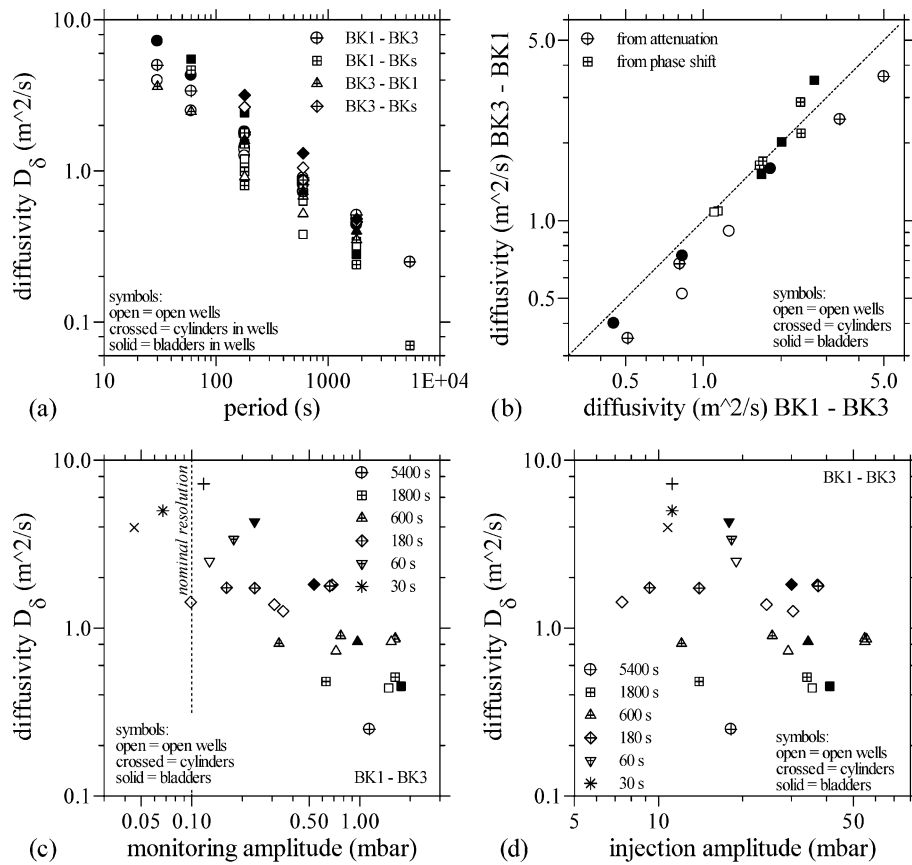 10.0
1.0
0.1
diffusivity D_δ (m^2/s)
BK1 - BK3
BK1 - BKs
BK3 - BK1
BK3 - BKs
symbols:
open = open wells
crossed = cylinders in wells
solid = bladders in wells
10 100 1000 1E+04
(a) period (s)
5.0
1.0
0.5
diffusivity (m^2/s) BK3 - BK1
from attenuation
from phase shift
symbols:
open = open wells
crossed = cylinders
solid = bladders
0.5 1.0 5.0
(b) diffusivity (m^2/s) BK1 - BK3
10.0
1.0
0.1
diffusivity D_δ (m^2/s)
nominal resolution
5400 s
1800 s
600 s
180 s
60 s
30 s
symbols:
open = open wells
crossed = cylinders
solid = bladders
BK1 - BK3
0.05 0.10 0.50 1.00
(c) monitoring amplitude (mbar)
10.0
1.0
0.1
diffusivity D_δ (m^2/s)
BK1 - BK3
5400 s
1800 s
600 s
180 s
60 s
30 s
symbols:
open = open wells
crossed = cylinders
solid = bladders
5 10 50
(d) injection amplitude (mbar)